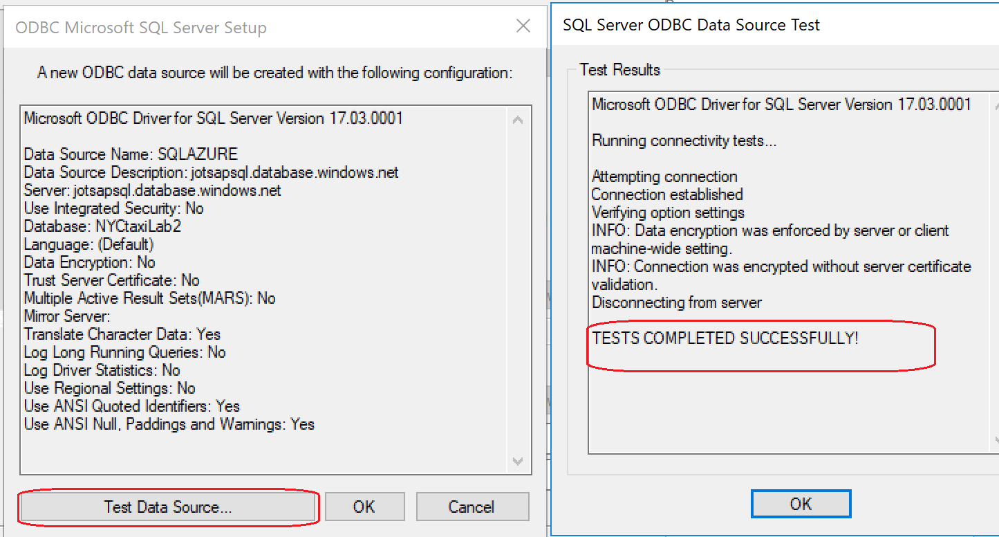 ODBC Microsoft SQL Server Setup
A new ODBC data source will be created with the following configuration:
Microsoft ODBC Driver for SQL Server Version 17.03.0001
Data Source Name: SQLAZURE
Data Source Description: jotsapsql.database.windows.net
Server: jotsapsql.database.windows.net
Use Integrated Security: No
Database: NYCtaxiLab2
Language: (Default)
Data Encryption: No
Trust Server Certificate: No
Multiple Active Result Sets(MARS): No
Mirror Server:
Translate Character Data: Yes
Log Long Running Queries: No
Log Driver Statistics: No
Use Regional Settings: No
Use ANSI Quoted Identifiers: Yes
Use ANSI Null, Paddings and Warnings: Yes
Test Data Source...
OK
Cancel
SQL Server ODBC Data Source Test
Test Results
Microsoft ODBC Driver for SQL Server Version 17.03.0001
Running connectivity tests...
Attempting connection
Connection established
Verifying option settings
INFO: Data encryption was enforced by server or client
machine-wide setting.
INFO: Connection was encrypted without server certificate
validation.
Disconnecting from server
TESTS COMPLETED SUCCESSFULLY!
OK